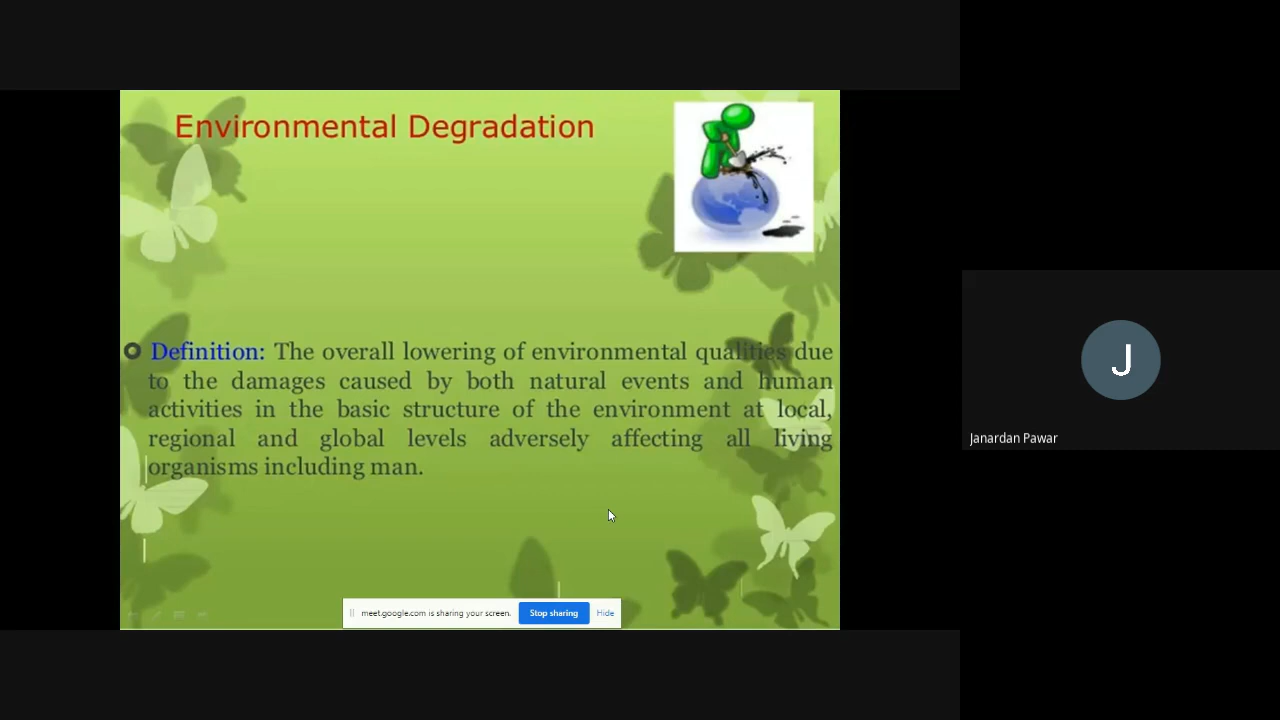 Environmental Degradation
Definition: The overall lowering of environmental qualities due
to the damages caused by both natural events and human
activities in the basic structure of the environment at local,
regional and global levels adversely affecting all living
organisms including man.
meet.google.com is sharing your screen. Stop sharing Hide
J
Janardan Pawar